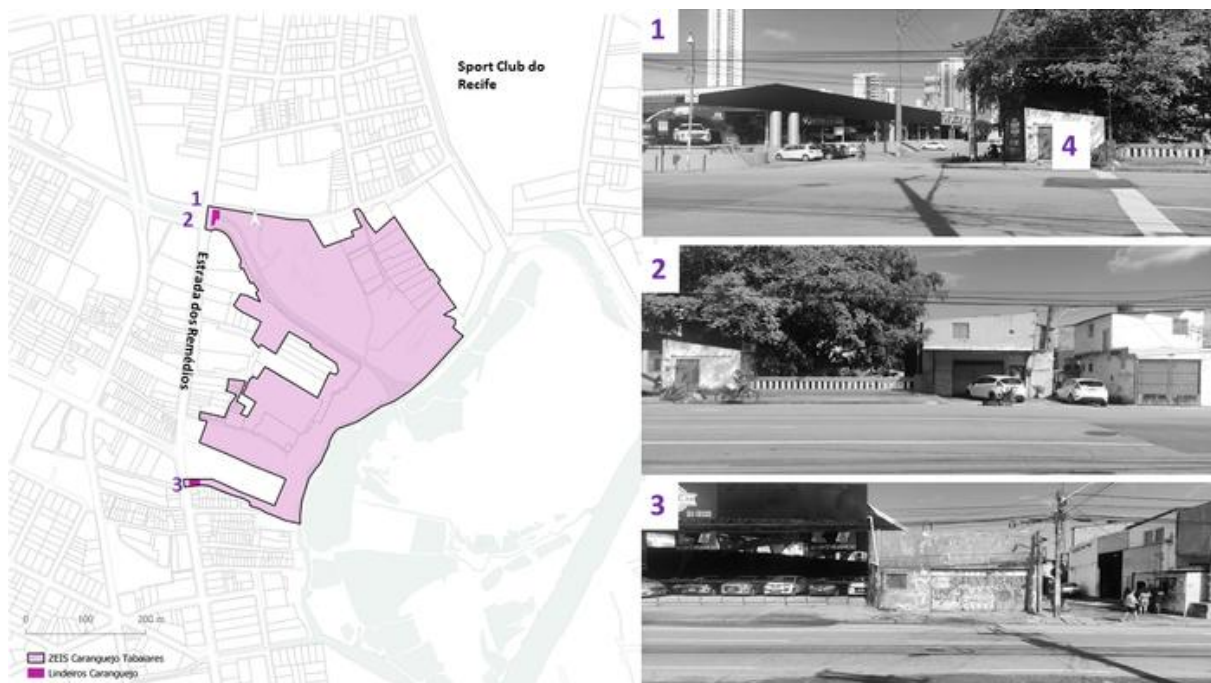 Sport Club do
Recife
1
2
Estrada dos Remédios
3
0 100 200 m
ZEIS Caranguejo Tabaiares
Lindeiros Caranguejo
1
4
2
3